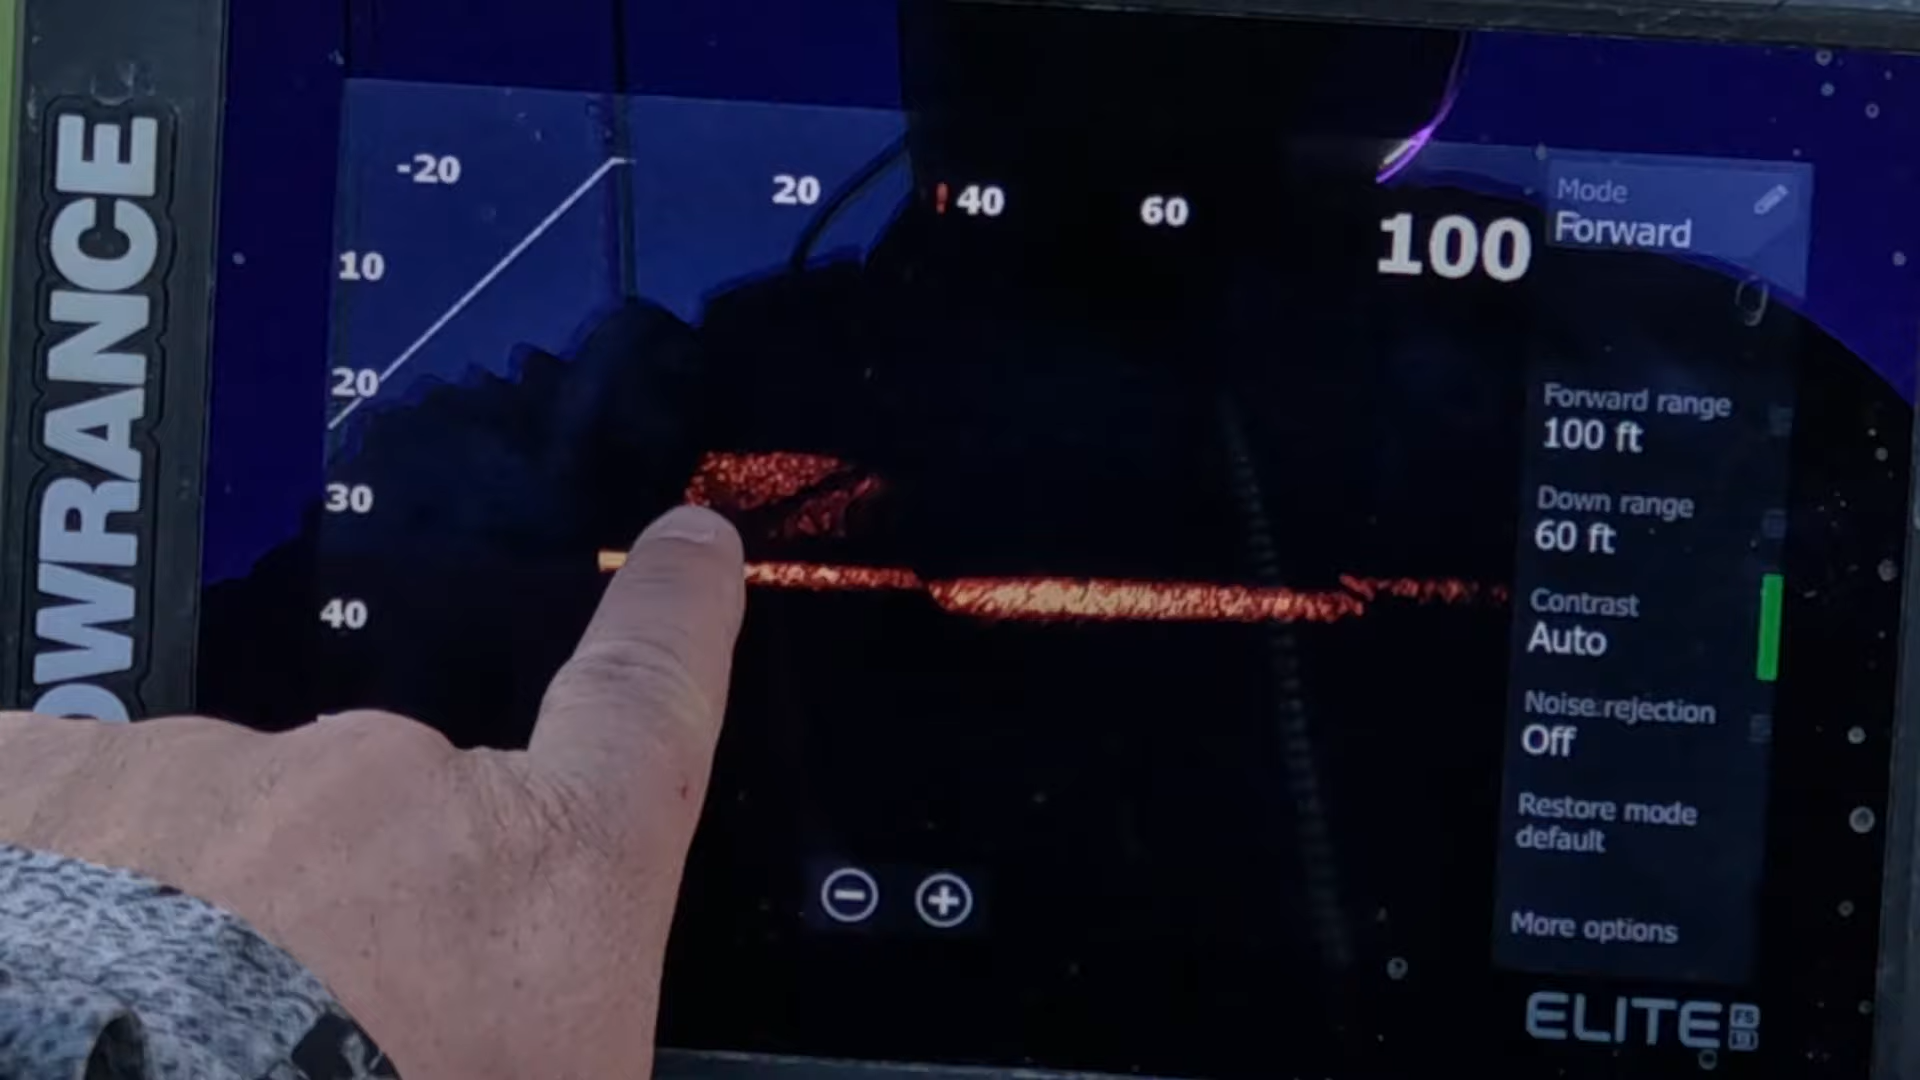 OWRANCE
-20
20
40
60
100
10
20
30
40
Mode
Forward
Forward range
100 ft
Down range
60 ft
Contrast
Auto
Noise rejection
Off
Restore mode
default
More options
ELITE FS